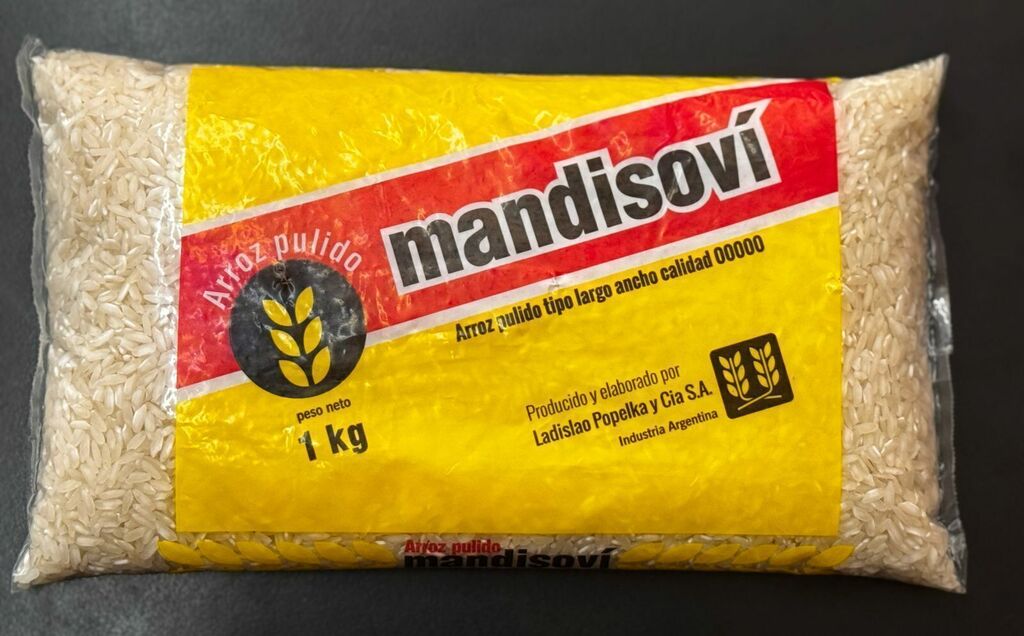 mandisoví
Arroz pulido
Arroz pulido tipo largo ancho calidad 00000
peso neto
1 kg
Producido y elaborado por
Ladislao Popelka y Cia S.A.
Industria Argentina
Arroz pulido
mandisoví